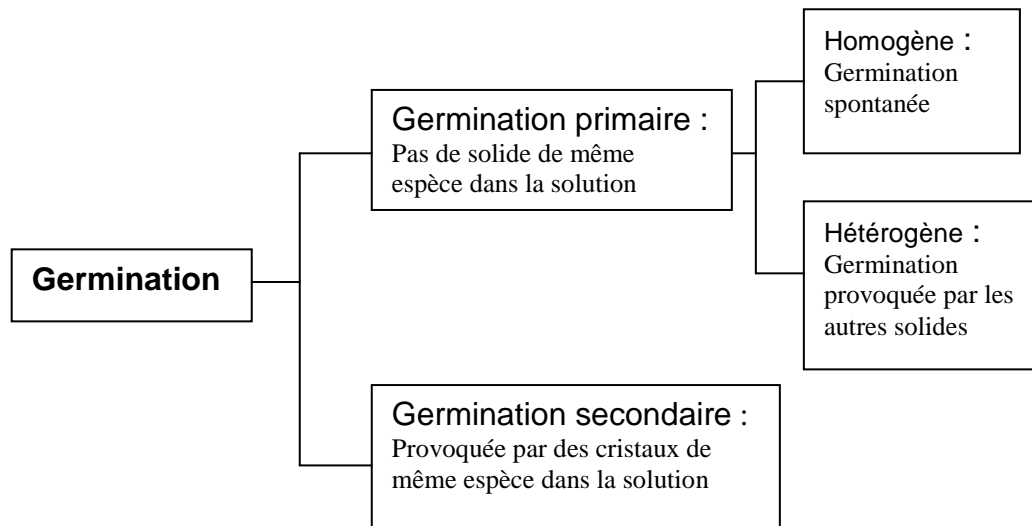 Germination
Germination primaire :
Pas de solide de même
espèce dans la solution
Homogène :
Germination
spontanée
Hétérogène :
Germination
provoquée par les
autres solides
Germination secondaire :
Provoquée par des cristaux de
même espèce dans la solution